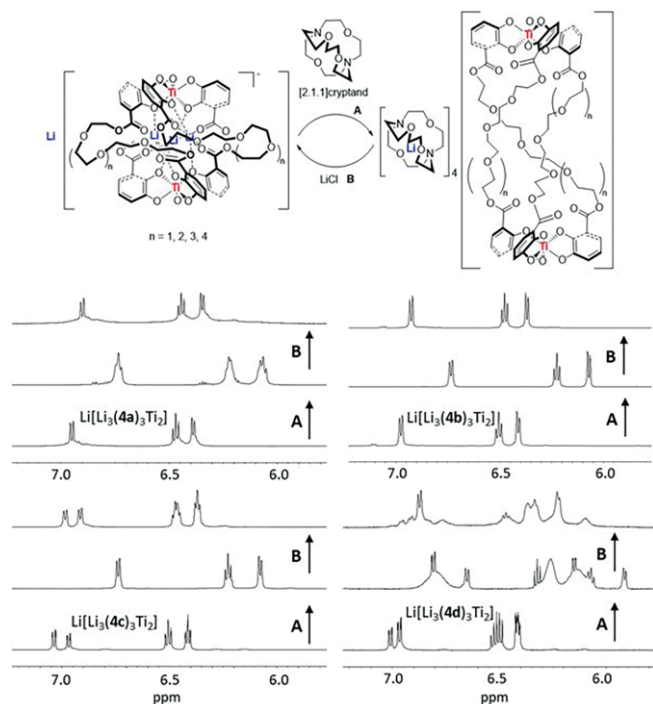 [2.1.1]cryptand
A
LiCl B
Li
Li
Li
Li
Li
Ti
Ti
Ti
Ti
O
N
n
n
n
n
-
4
n = 1, 2, 3, 4
B
Li[Li3(4a)3Ti2]
A
7.0 6.5 6.0
B
Li[Li3(4b)3Ti2]
A
7.0 6.5 6.0
B
Li[Li3(4c)3Ti2]
A
7.0 6.5 6.0
ppm
B
Li[Li3(4d)3Ti2]
A
7.0 6.5 6.0
ppm